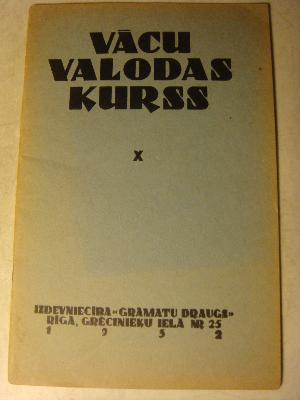 VĀCU
VALODAS
KURSS
X
IZDEVNIECĪBA «GRĀMATU DRAUGS»
RĪGĀ, GRĒCINIEKU IELĀ NR 25
1 9 3 2